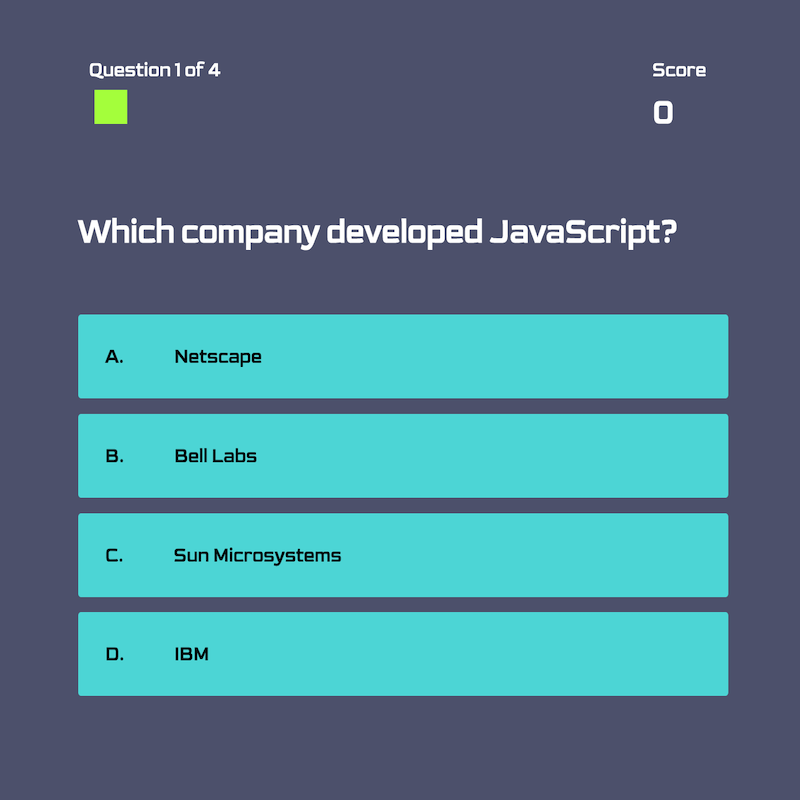 Question 1 of 4
Score
0
Which company developed JavaScript?
A. Netscape
B. Bell Labs
C. Sun Microsystems
D. IBM